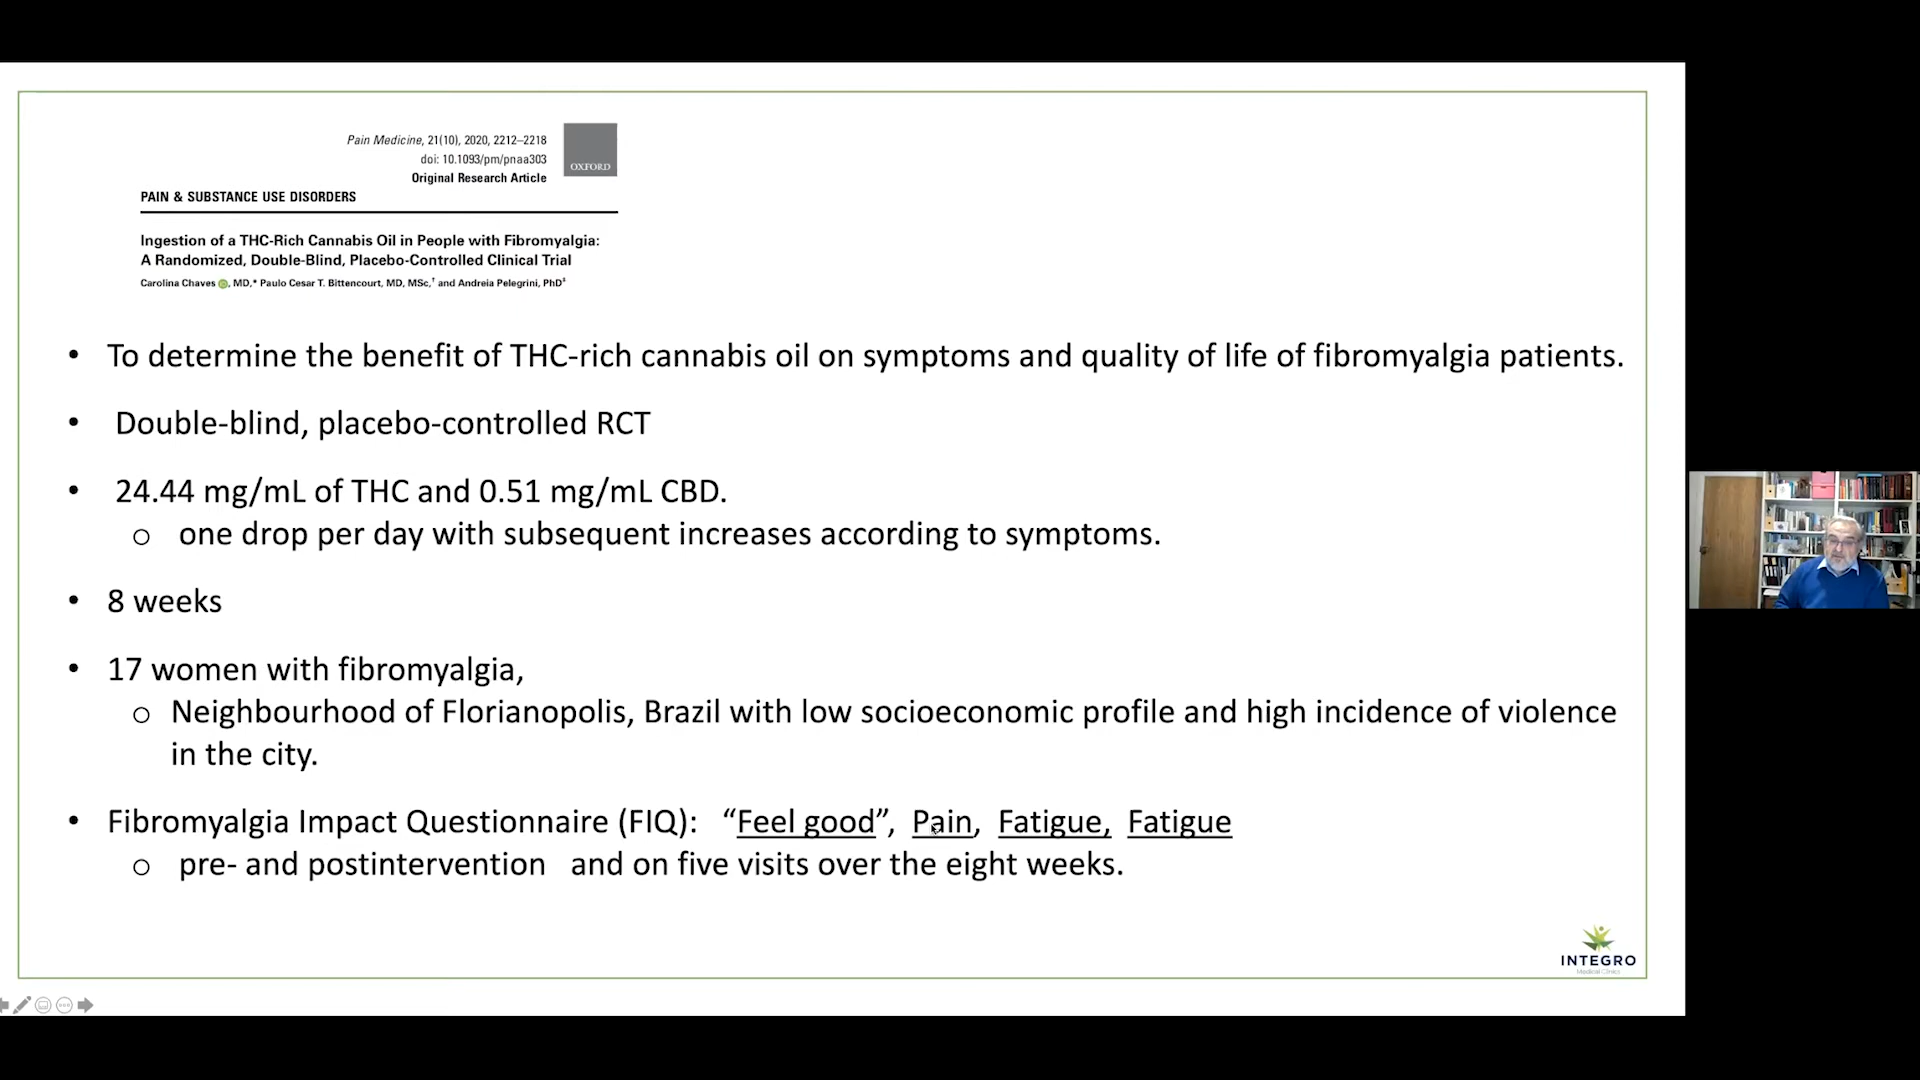 Pain Medicine, 21(10), 2020, 2212–2218
doi: 10.1093/pm/pnaa303
Original Research Article
OXFORD
PAIN & SUBSTANCE USE DISORDERS
Ingestion of a THC-Rich Cannabis Oil in People with Fibromyalgia:
A Randomized, Double-Blind, Placebo-Controlled Clinical Trial
Carolina Chaves, MD,* Paulo Cesar T. Bittencourt, MD, MSc,† and Andreia Pelegrini, PhD‡
• To determine the benefit of THC-rich cannabis oil on symptoms and quality of life of fibromyalgia patients.
• Double-blind, placebo-controlled RCT
• 24.44 mg/mL of THC and 0.51 mg/mL CBD.
o one drop per day with subsequent increases according to symptoms.
• 8 weeks
• 17 women with fibromyalgia,
o Neighbourhood of Florianopolis, Brazil with low socioeconomic profile and high incidence of violence
in the city.
• Fibromyalgia Impact Questionnaire (FIQ): “Feel good”, Pain, Fatigue, Fatigue
o pre- and postintervention and on five visits over the eight weeks.
INTEGRO
Medical Clinics